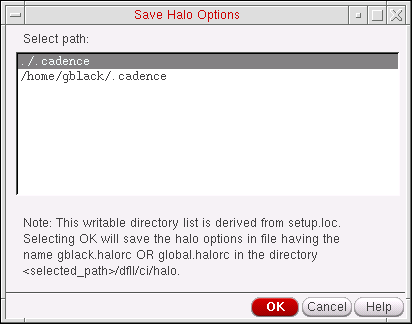 Save Halo Options
Select path:
./.cadence
/home/gblack/.cadence
Note: This writable directory list is derived from setup.loc.
Selecting OK will save the halo options in file having the
name gblack.halorc OR global.halorc in the directory
<selected_path>/dfII/ci/halo.
OK Cancel Help